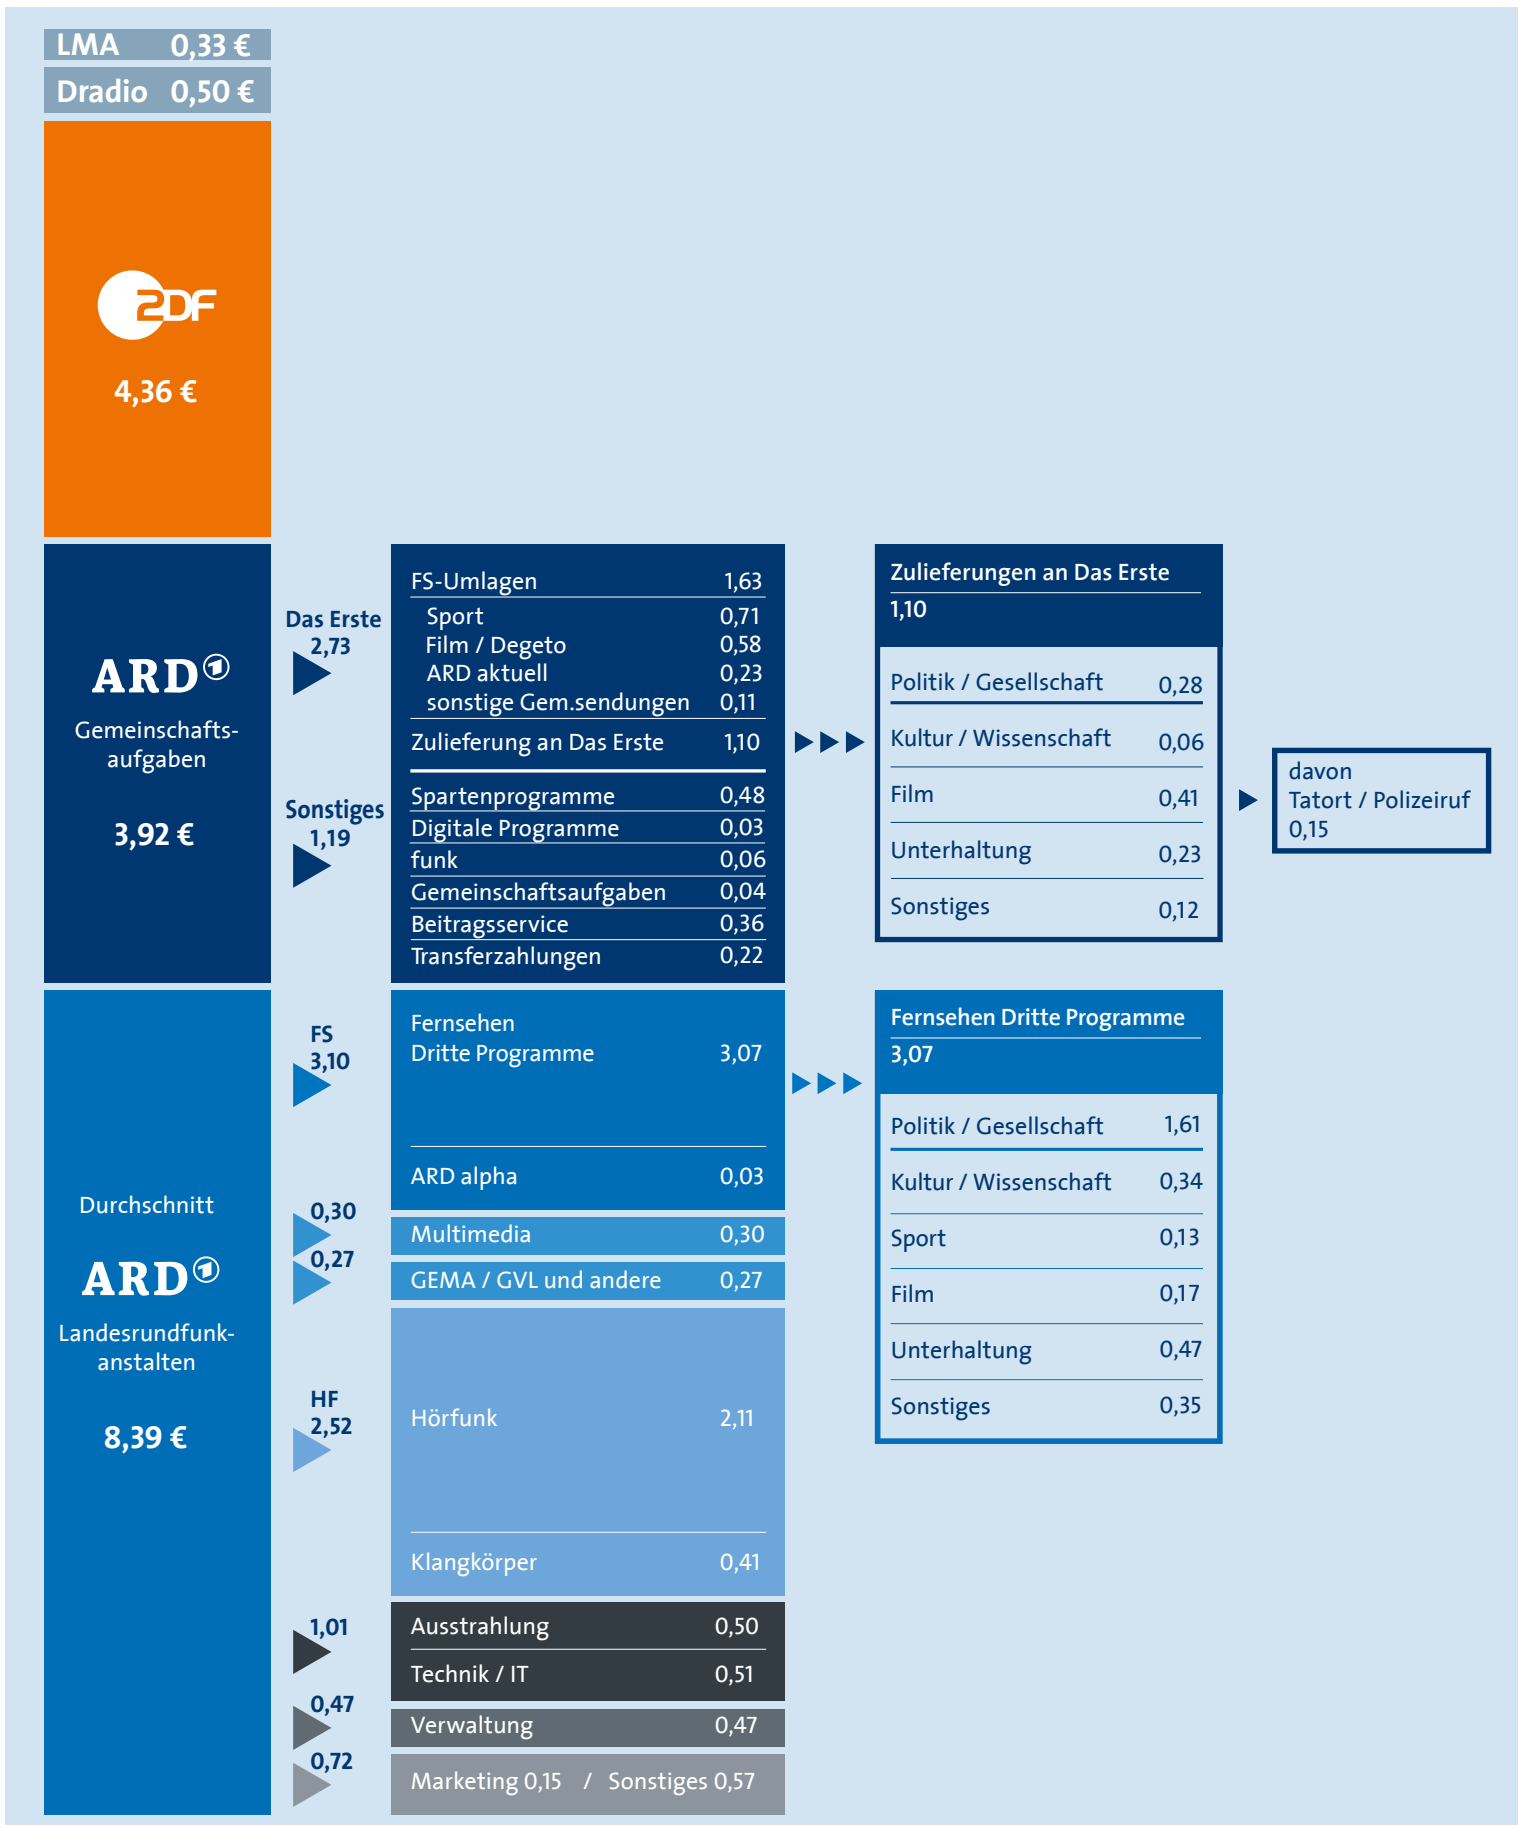 LMA 0,33 €
Dradio 0,50 €
ZDF
4,36 €
ARD
Gemeinschafts-
aufgaben
3,92 €
Das Erste
2,73
Sonstiges
1,19
FS-Umlagen 1,63
Sport 0,71
Film / Degeto 0,58
ARD aktuell 0,23
sonstige Gem.sendungen 0,11
Zulieferung an Das Erste 1,10
Spartenprogramme 0,48
Digitale Programme 0,03
funk 0,06
Gemeinschaftsaufgaben 0,04
Beitragsservice 0,36
Transferzahlungen 0,22
Zulieferungen an Das Erste
1,10
Politik / Gesellschaft 0,28
Kultur / Wissenschaft 0,06
Film 0,41
Unterhaltung 0,23
Sonstiges 0,12
davon
Tatort / Polizeiruf
0,15
Durchschnitt
ARD
Landesrundfunk-
anstalten
8,39 €
FS
3,10
0,30
0,27
HF
2,52
1,01
0,47
0,72
Fernsehen
Dritte Programme 3,07
ARD alpha 0,03
Multimedia 0,30
GEMA / GVL und andere 0,27
Hörfunk 2,11
Klangkörper 0,41
Ausstrahlung 0,50
Technik / IT 0,51
Verwaltung 0,47
Marketing 0,15 / Sonstiges 0,57
Fernsehen Dritte Programme
3,07
Politik / Gesellschaft 1,61
Kultur / Wissenschaft 0,34
Sport 0,13
Film 0,17
Unterhaltung 0,47
Sonstiges 0,35